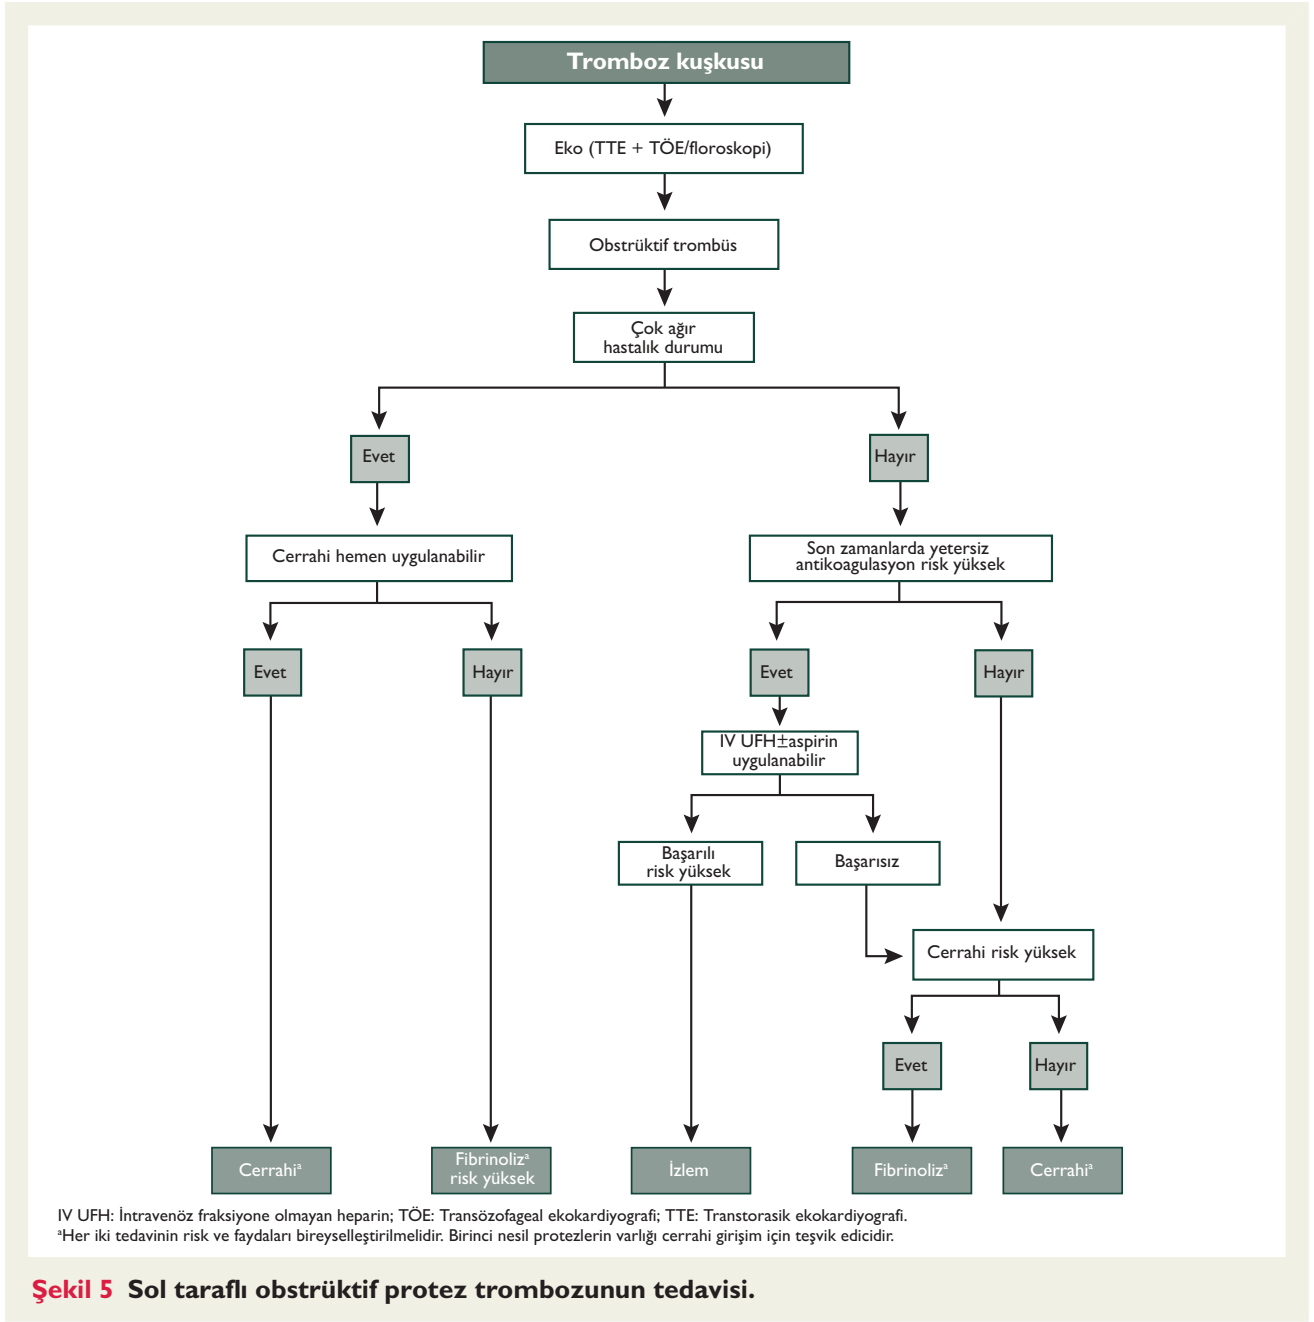 Tromboz kuşkusu
Eko (TTE + TÖE/floroskopi)
Obstrüktif trombüs
Çok ağır
hastalık durumu
Evet
Hayır
Cerrahi hemen uygulanabilir
Son zamanlarda yetersiz
antikoagulasyon risk yüksek
Evet
Hayır
Evet
Hayır
IV UFH±aspirin
uygulanabilir
Başarılı
risk yüksek
Başarısız
Cerrahi risk yüksek
Evet
Hayır
Cerrahiᵃ
Fibrinolizᵃ
risk yüksek
İzlem
Fibrinolizᵃ
Cerrahiᵃ
IV UFH: İntravenöz fraksiyone olmayan heparin; TÖE: Transözofageal ekokardiyografi; TTE: Transtorasik ekokardiyografi.
ᵃHer iki tedavinin risk ve faydaları bireyselleştirilmelidir. Birinci nesil protezlerin varlığı cerrahi girişim için teşvik edicidir.
Şekil 5 Sol taraflı obstrüktif protez trombozunun tedavisi.